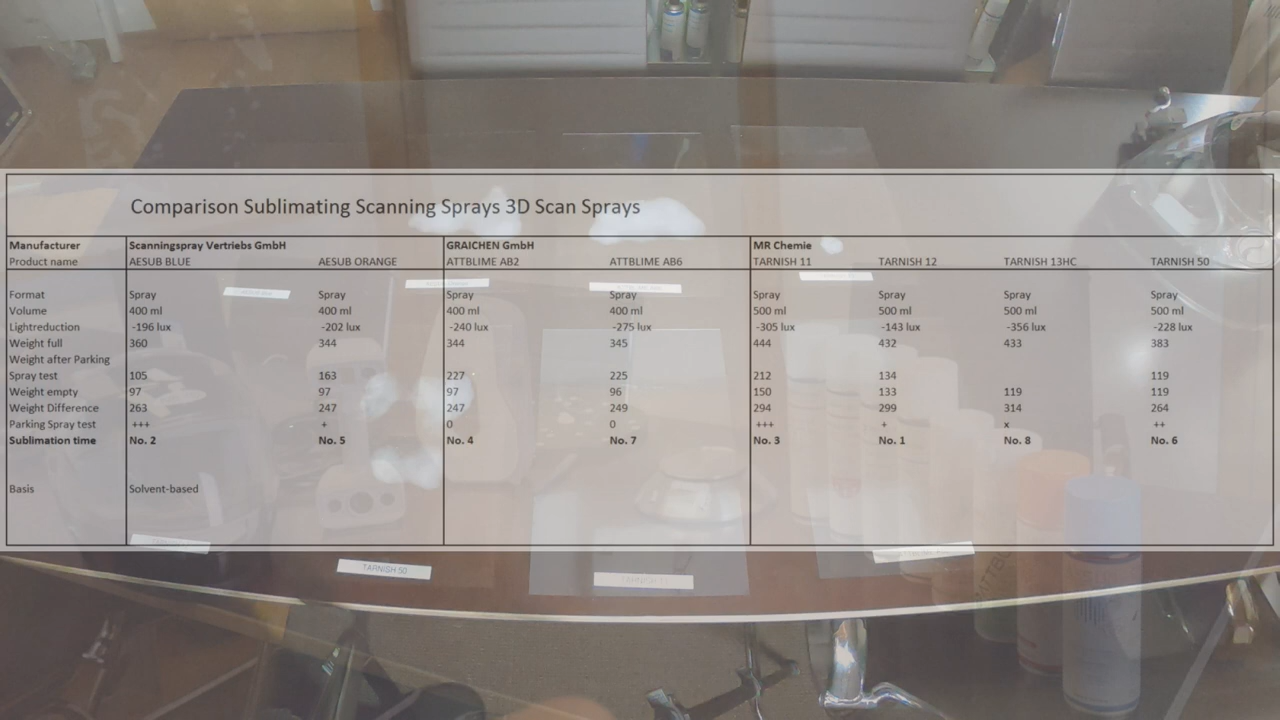 Comparison Sublimating Scanning Sprays 3D Scan Sprays
Manufacturer Scanningspray Vertriebs GmbH GRAICHEN GmbH MR Chemie
Product name AESUB BLUE AESUB ORANGE ATTBLIME AB2 ATTBLIME AB6 TARNISH 11 TARNISH 12 TARNISH 13HC TARNISH 50
Format Spray Spray Spray Spray Spray Spray Spray Spray
Volume 400 ml 400 ml 400 ml 400 ml 500 ml 500 ml 500 ml 500 ml
Lightreduction -196 lux -202 lux -240 lux -275 lux -305 lux -143 lux -356 lux -228 lux
Weight full 360 344 344 345 444 432 433 383
Weight after Parking
Spray test 105 163 227 225 212 134 119
Weight empty 97 97 97 96 150 133 119 119
Weight Difference 263 247 247 249 294 299 314 264
Parking Spray test +++ + 0 0 +++ + x ++
Sublimation time No. 2 No. 5 No. 4 No. 7 No. 3 No. 1 No. 8 No. 6
Basis Solvent-based
TARNISH 50